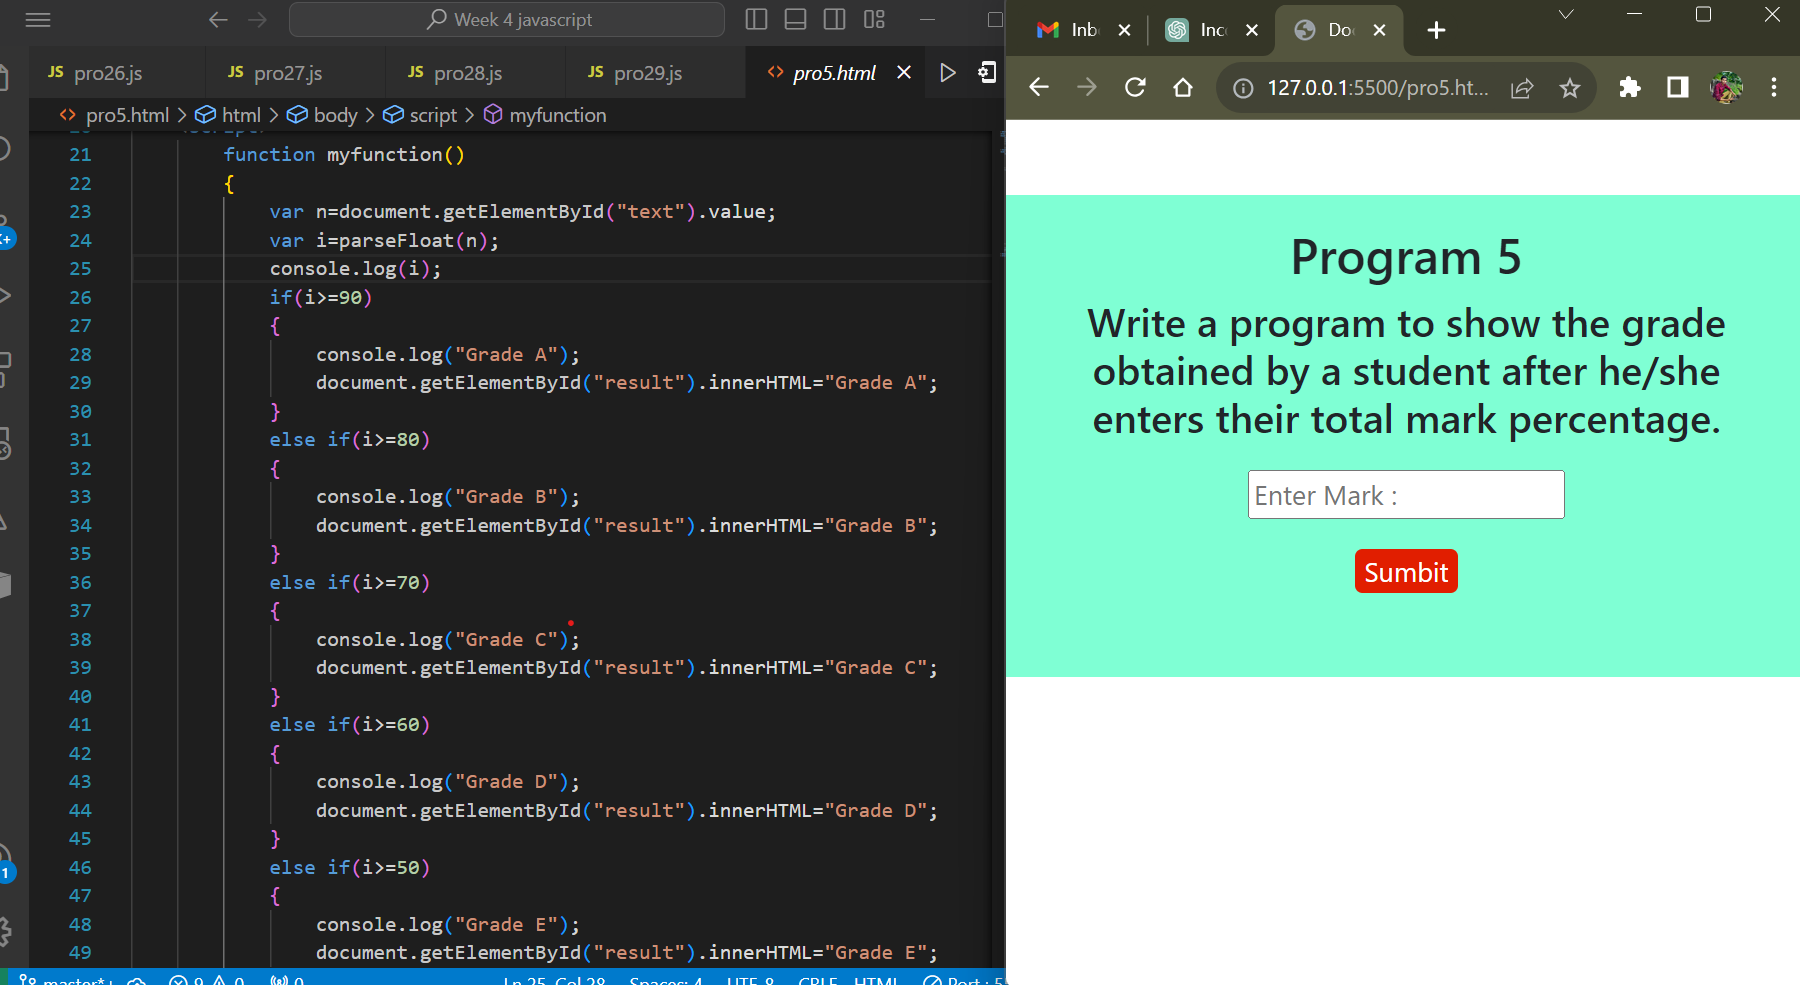 Week 4 javascript
JS pro26.js
JS pro27.js
JS pro28.js
JS pro29.js
<> pro5.html
<> pro5.html > html > body > script > myfunction
21 function myfunction()
22 {
23 var n=document.getElementById("text").value;
24 var i=parseFloat(n);
25 console.log(i);
26 if(i>=90)
27 {
28 console.log("Grade A");
29 document.getElementById("result").innerHTML="Grade A";
30 }
31 else if(i>=80)
32 {
33 console.log("Grade B");
34 document.getElementById("result").innerHTML="Grade B";
35 }
36 else if(i>=70)
37 {
38 console.log("Grade C");
39 document.getElementById("result").innerHTML="Grade C";
40 }
41 else if(i>=60)
42 {
43 console.log("Grade D");
44 document.getElementById("result").innerHTML="Grade D";
45 }
46 else if(i>=50)
47 {
48 console.log("Grade E");
49 document.getElementById("result").innerHTML="Grade E";
master*+ 9 0 0 Ln 25, Col 28 Spaces: 4 UTF-8 CRLF HTML Port : 5
1
Inb
Inc
Do
127.0.0.1:5500/pro5.ht...
Program 5
Write a program to show the grade
obtained by a student after he/she
enters their total mark percentage.
Enter Mark :
Sumbit